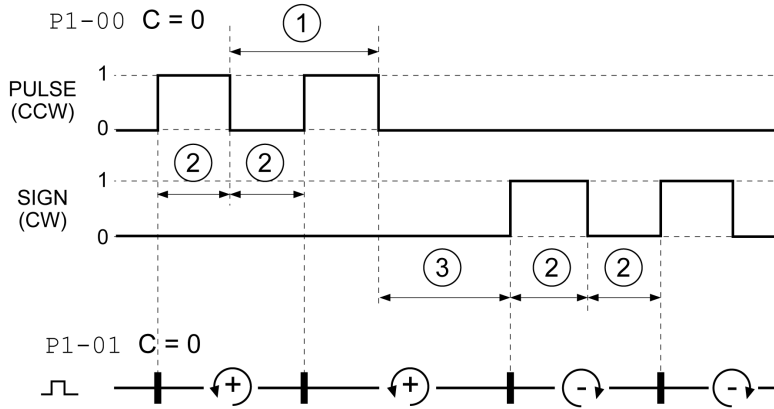 P1-00 C = 0
1
1
PULSE
(CCW)
0
2 2
1
SIGN
(CW)
0
3 2 2
P1-01 C = 0
+ + - -